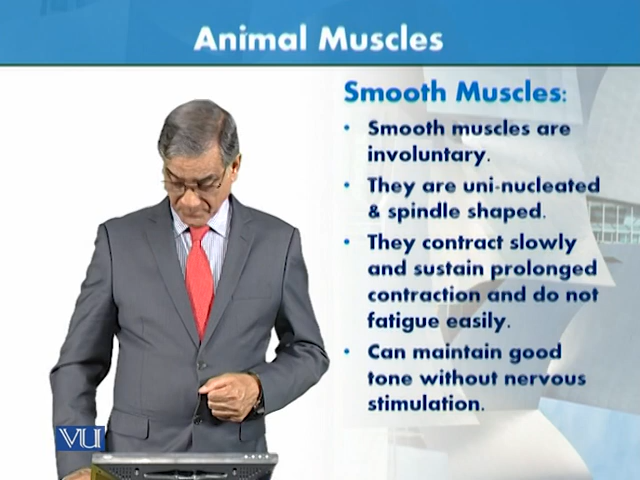 Animal Muscles
Smooth Muscles:
• Smooth muscles are
involuntary.
• They are uni-nucleated
& spindle shaped.
• They contract slowly
and sustain prolonged
contraction and do not
fatigue easily.
• Can maintain good
tone without nervous
stimulation.
VU